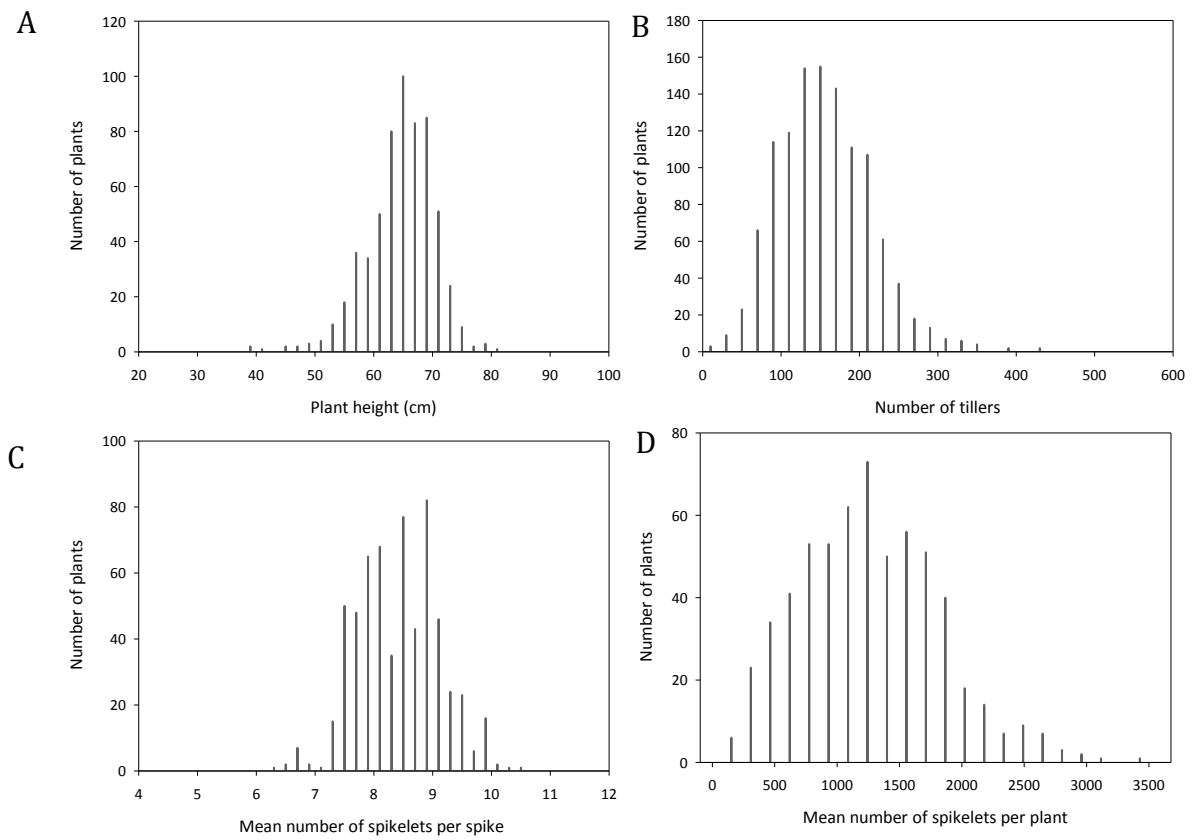 A
Number of plants
120
100
80
60
40
20
0
20 30 40 50 60 70 80 90 100
Plant height (cm)
B
Number of plants
180
160
140
120
100
80
60
40
20
0
0 100 200 300 400 500 600
Number of tillers
C
Number of plants
100
80
60
40
20
0
4 5 6 7 8 9 10 11 12
Mean number of spikelets per spike
D
Number of plants
80
60
40
20
0
0 500 1000 1500 2000 2500 3000 3500
Mean number of spikelets per plant